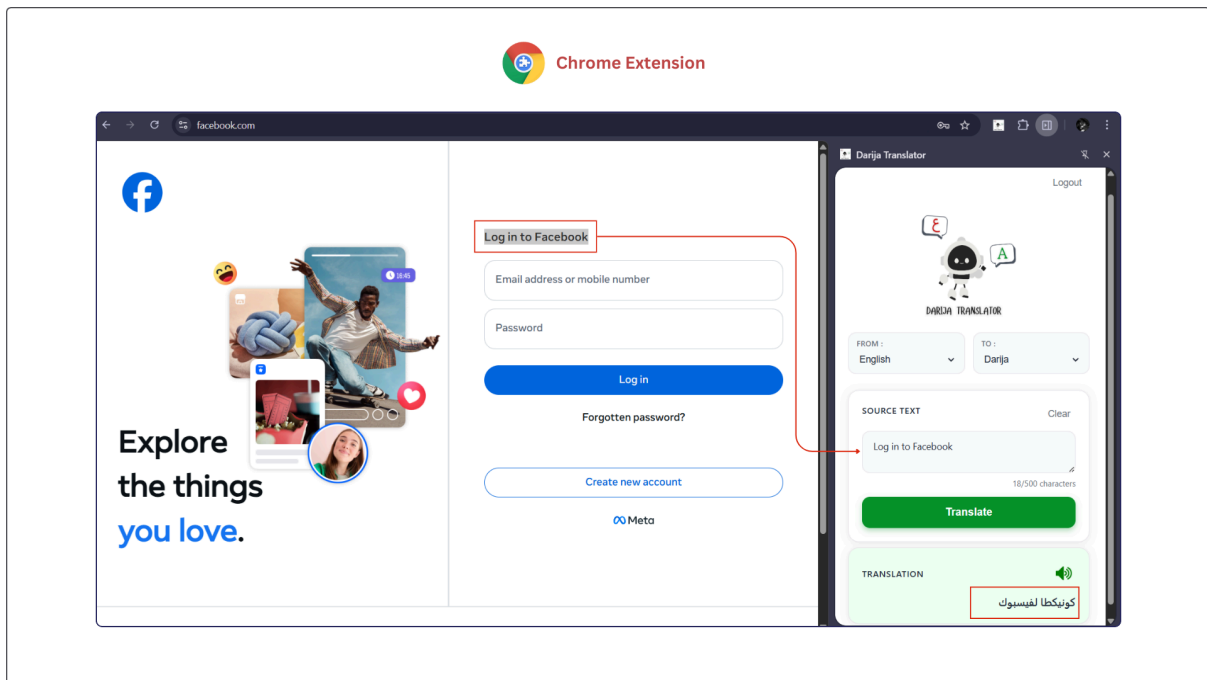 Chrome Extension
facebook.com
Darija Translator
Logout
ع
A
DARIJA TRANSLATOR
FROM :
English
TO :
Darija
SOURCE TEXT
Clear
Log in to Facebook
18/500 characters
Translate
TRANSLATION
كونيكطا لفيسبوك
16:45
Explore
the things
you love.
Log in to Facebook
Email address or mobile number
Password
Log in
Forgotten password?
Create new account
Meta